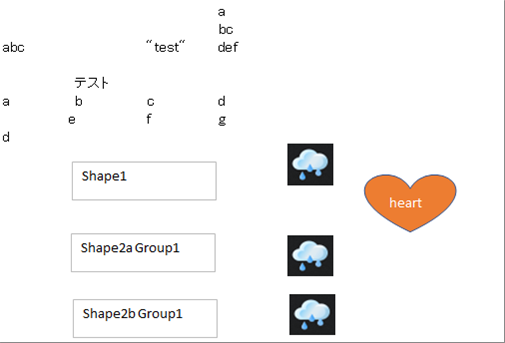 a
bc
abc “test“ def
テスト
a b c d
e f g
d
Shape1
heart
Shape2a Group1
Shape2b Group1